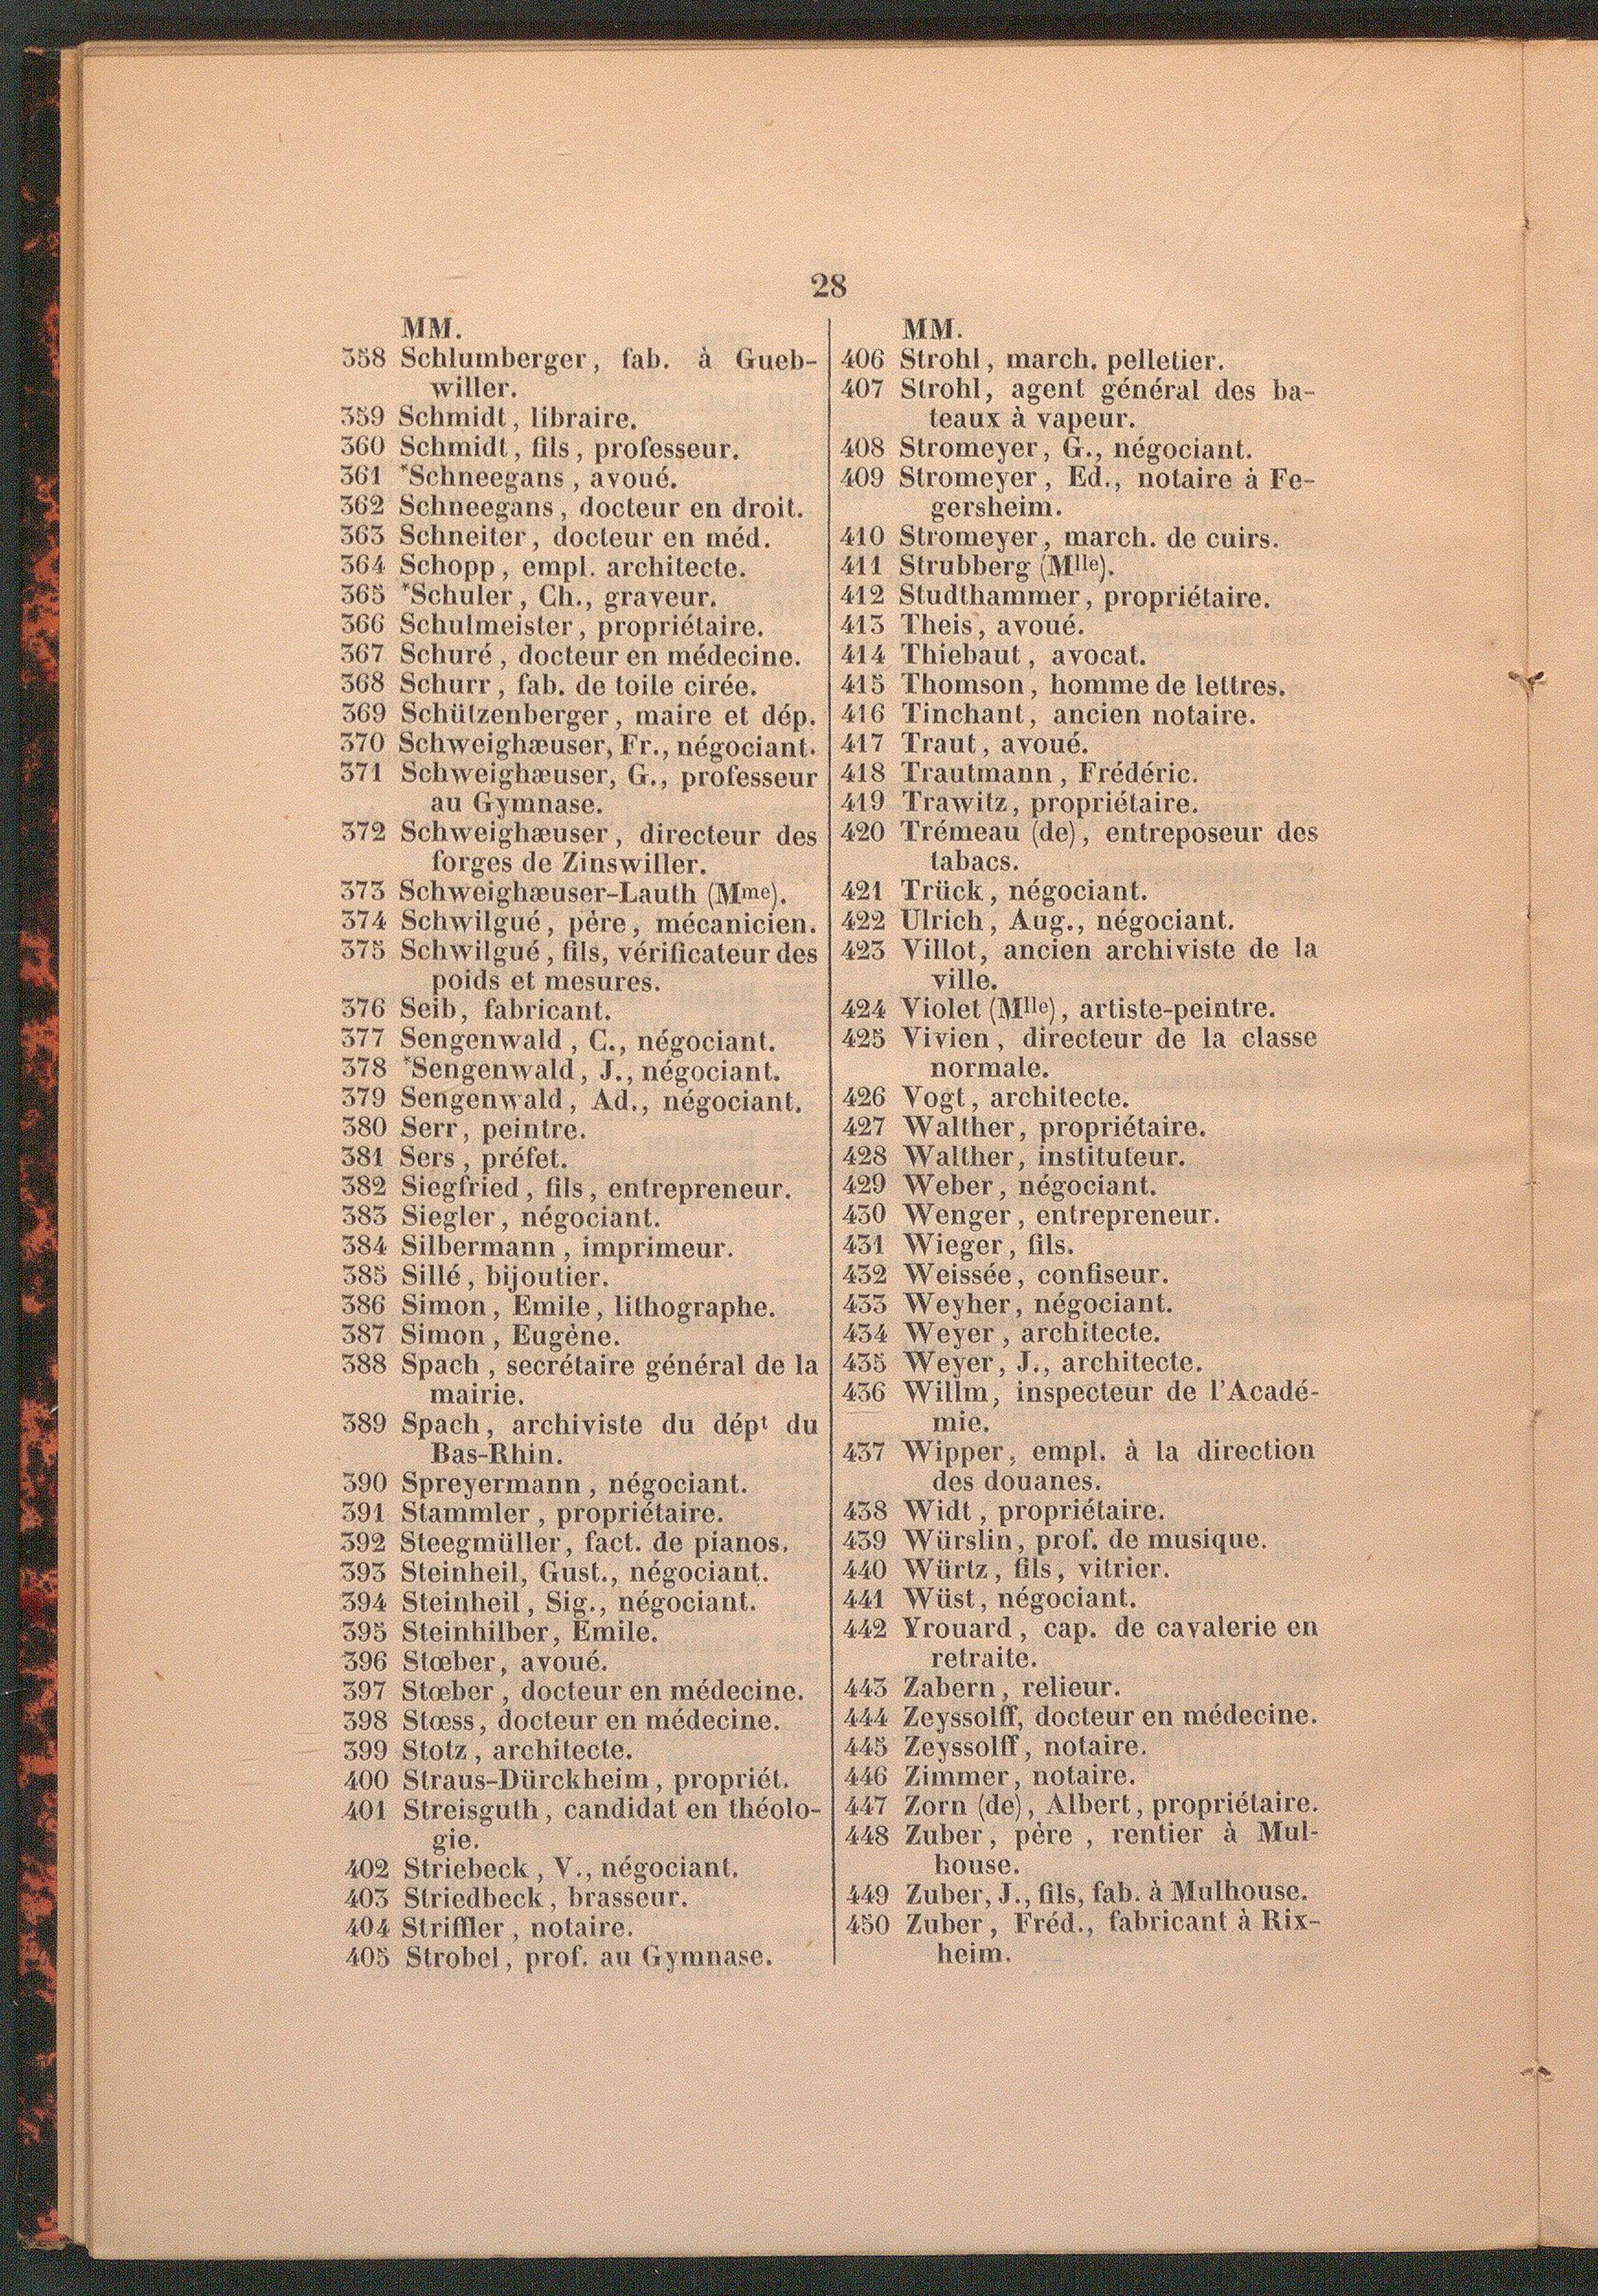 28
MM.
358 Schlumberger, fab. à Gueb-
willer.
359 Schmidt, libraire.
360 Schmidt, fils, professeur.
361 *Schneegans, avoué.
362 Schneegans, docteur en droit.
363 Schneiter, docteur en méd.
364 Schopp, empl. architecte.
365 *Schuler, Ch., graveur.
366 Schulmeister, propriétaire.
367 Schuré, docteur en médecine.
368 Schurr, fab. de toile cirée.
369 Schützenberger, maire et dép.
370 Schweighæuser, Fr., négociant.
371 Schweighæuser, G., professeur
au Gymnase.
372 Schweighæuser, directeur des
forges de Zinswiller.
373 Schweighæuser-Lauth (Mme).
374 Schwilgué, père, mécanicien.
375 Schwilgué, fils, vérificateur des
poids et mesures.
376 Seib, fabricant.
377 Sengenwald, C., négociant.
378 *Sengenwald, J., négociant.
379 Sengenwald, Ad., négociant.
380 Serr, peintre.
381 Sers, préfet.
382 Siegfried, fils, entrepreneur.
383 Siegler, négociant.
384 Silbermann, imprimeur.
385 Sillé, bijoutier.
386 Simon, Emile, lithographe.
387 Simon, Eugène.
388 Spach, secrétaire général de la
mairie.
389 Spach, archiviste du dépt du
Bas-Rhin.
390 Spreyermann, négociant.
391 Stammler, propriétaire.
392 Steegmüller, fact. de pianos.
393 Steinheil, Gust., négociant.
394 Steinheil, Sig., négociant.
395 Steinhilber, Emile.
396 Stœber, avoué.
397 Stœber, docteur en médecine.
398 Stœss, docteur en médecine.
399 Stotz, architecte.
400 Straus-Dürckheim, propriét.
401 Streisguth, candidat en théolo-
gie.
402 Striebeck, V., négociant.
403 Striedbeck, brasseur.
404 Striffler, notaire.
405 Strobel, prof. au Gymnase.
MM.
406 Strohl, march. pelletier.
407 Strohl, agent général des ba-
teaux à vapeur.
408 Stromeyer, G., négociant.
409 Stromeyer, Ed., notaire à Fe-
gersheim.
410 Stromeyer, march. de cuirs.
411 Strubberg (Mlle).
412 Studthammer, propriétaire.
413 Theis, avoué.
414 Thiebaut, avocat.
415 Thomson, homme de lettres.
416 Tinchant, ancien notaire.
417 Traut, avoué.
418 Trautmann, Frédéric.
419 Trawitz, propriétaire.
420 Trémeau (de), entreposeur des
tabacs.
421 Trück, négociant.
422 Ulrich, Aug., négociant.
423 Villot, ancien archiviste de la
ville.
424 Violet (Mlle), artiste-peintre.
425 Vivien, directeur de la classe
normale.
426 Vogt, architecte.
427 Walther, propriétaire.
428 Walther, instituteur.
429 Weber, négociant.
430 Wenger, entrepreneur.
431 Wieger, fils.
432 Weissée, confiseur.
433 Weyher, négociant.
434 Weyer, architecte.
435 Weyer, J., architecte.
436 Willm, inspecteur de l'Acadé-
mie.
437 Wipper, empl. à la direction
des douanes.
438 Widt, propriétaire.
439 Würslin, prof. de musique.
440 Würtz, fils, vitrier.
441 Wüst, négociant.
442 Yrouard, cap. de cavalerie en
retraite.
443 Zabern, relieur.
444 Zeyssolff, docteur en médecine.
445 Zeyssolff, notaire.
446 Zimmer, notaire.
447 Zorn (de), Albert, propriétaire.
448 Zuber, père, rentier à Mul-
house.
449 Zuber, J., fils, fab. à Mulhouse.
450 Zuber, Fréd., fabricant à Rix-
heim.